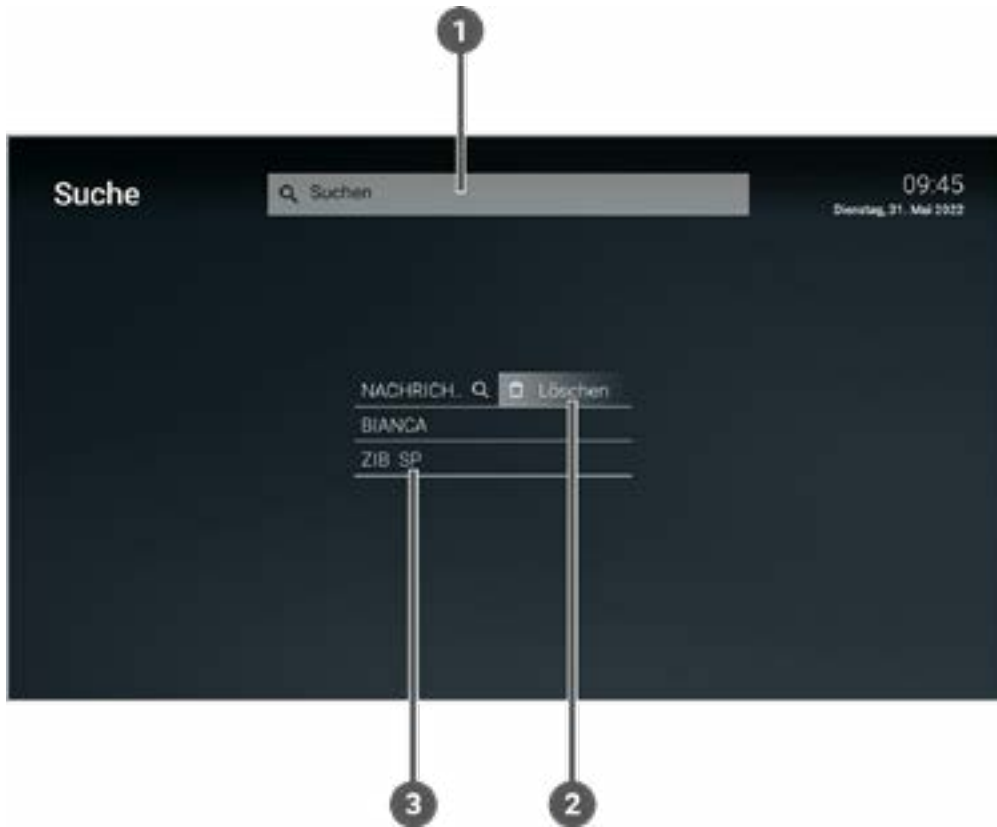 1
Suche
Suchen
09:45
Dienstag, 31. Mai 2022
NACHRICH.. Löschen
BIANCA
ZIB SP
3 2